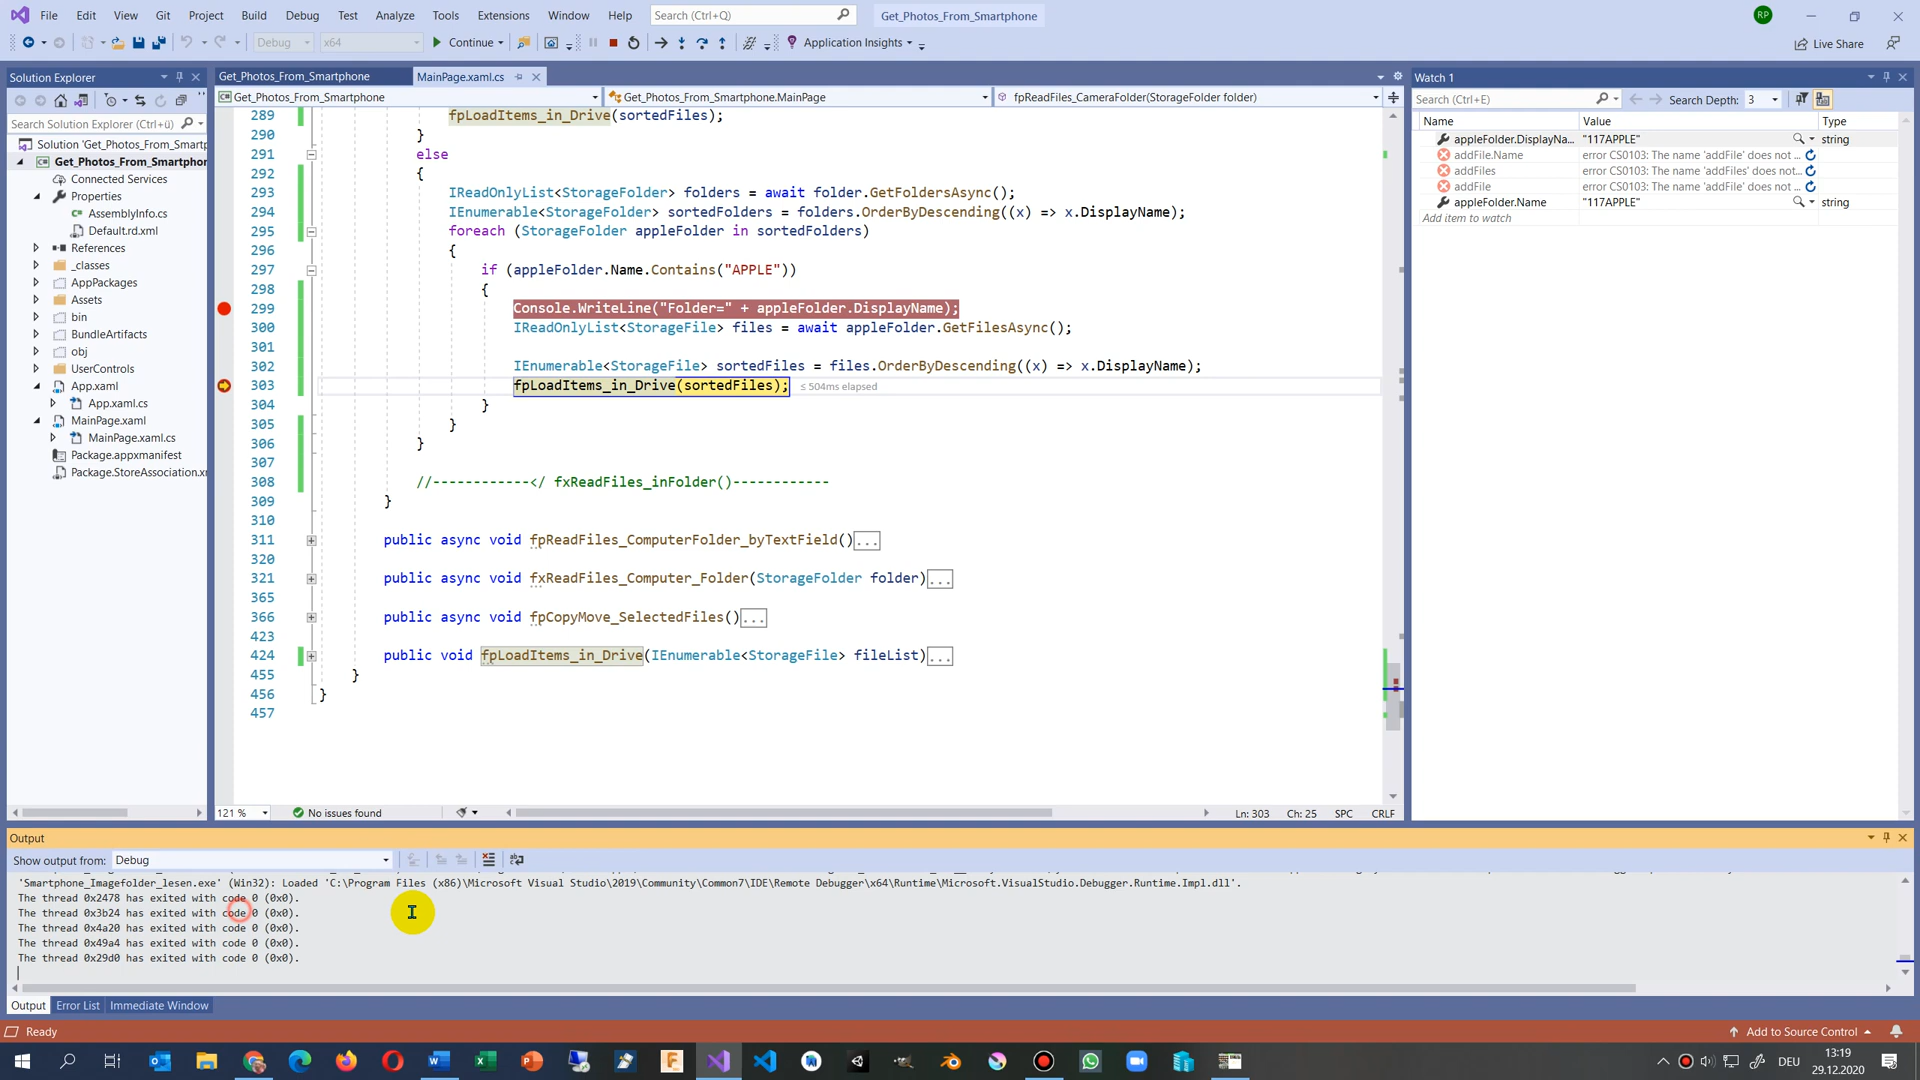 File Edit View Git Project Build Debug Test Analyze Tools Extensions Window Help Search (Ctrl+Q) Get_Photos_From_Smartphone RP
Debug x64 Continue Application Insights Live Share
Solution Explorer
Search Solution Explorer (Ctrl+ü)
Solution 'Get_Photos_From_Smartp
Get_Photos_From_Smartphor
Connected Services
Properties
AssemblyInfo.cs
Default.rd.xml
References
_classes
AppPackages
Assets
bin
BundleArtifacts
obj
UserControls
App.xaml
App.xaml.cs
MainPage.xaml
MainPage.xaml.cs
Package.appxmanifest
Package.StoreAssociation.xr
Get_Photos_From_Smartphone MainPage.xaml.cs
Get_Photos_From_Smartphone Get_Photos_From_Smartphone.MainPage fpReadFiles_CameraFolder(StorageFolder folder)
289 fpLoadItems_in_Drive(sortedFiles);
290 }
291 else
292 {
293 IReadOnlyList<StorageFolder> folders = await folder.GetFoldersAsync();
294 IEnumerable<StorageFolder> sortedFolders = folders.OrderByDescending((x) => x.DisplayName);
295 foreach (StorageFolder appleFolder in sortedFolders)
296 {
297 if (appleFolder.Name.Contains("APPLE"))
298 {
299 Console.WriteLine("Folder=" + appleFolder.DisplayName);
300 IReadOnlyList<StorageFile> files = await appleFolder.GetFilesAsync();
301
302 IEnumerable<StorageFile> sortedFiles = files.OrderByDescending((x) => x.DisplayName);
303 fpLoadItems_in_Drive(sortedFiles); ≤ 504ms elapsed
304 }
305 }
306 }
307
308 //------------</ fxReadFiles_inFolder()------------
309 }
310
311 public async void fpReadFiles_ComputerFolder_byTextField()...
320
321 public async void fxReadFiles_Computer_Folder(StorageFolder folder)...
365
366 public async void fpCopyMove_SelectedFiles()...
423
424 public void fpLoadItems_in_Drive(IEnumerable<StorageFile> fileList)...
455 }
456 }
457
121 % No issues found Ln: 303 Ch: 25 SPC CRLF
Watch 1
Search (Ctrl+E) Search Depth: 3
Name Value Type
appleFolder.DisplayNa... "117APPLE" string
addFile.Name error CS0103: The name 'addFile' does not ...
addFiles error CS0103: The name 'addFiles' does not...
addFile error CS0103: The name 'addFile' does not ...
appleFolder.Name "117APPLE" string
Add item to watch
Output
Show output from: Debug
'Smartphone_Imagefolder_lesen.exe' (Win32): Loaded 'C:\Program Files (x86)\Microsoft Visual Studio\2019\Community\Common7\IDE\Remote Debugger\x64\Runtime\Microsoft.VisualStudio.Debugger.Runtime.Impl.dll'.
The thread 0x2478 has exited with code 0 (0x0).
The thread 0x3b24 has exited with code 0 (0x0).
The thread 0x4a20 has exited with code 0 (0x0).
The thread 0x49a4 has exited with code 0 (0x0).
The thread 0x29d0 has exited with code 0 (0x0).
Output Error List Immediate Window
Ready Add to Source Control
DEU 13:19
29.12.2020